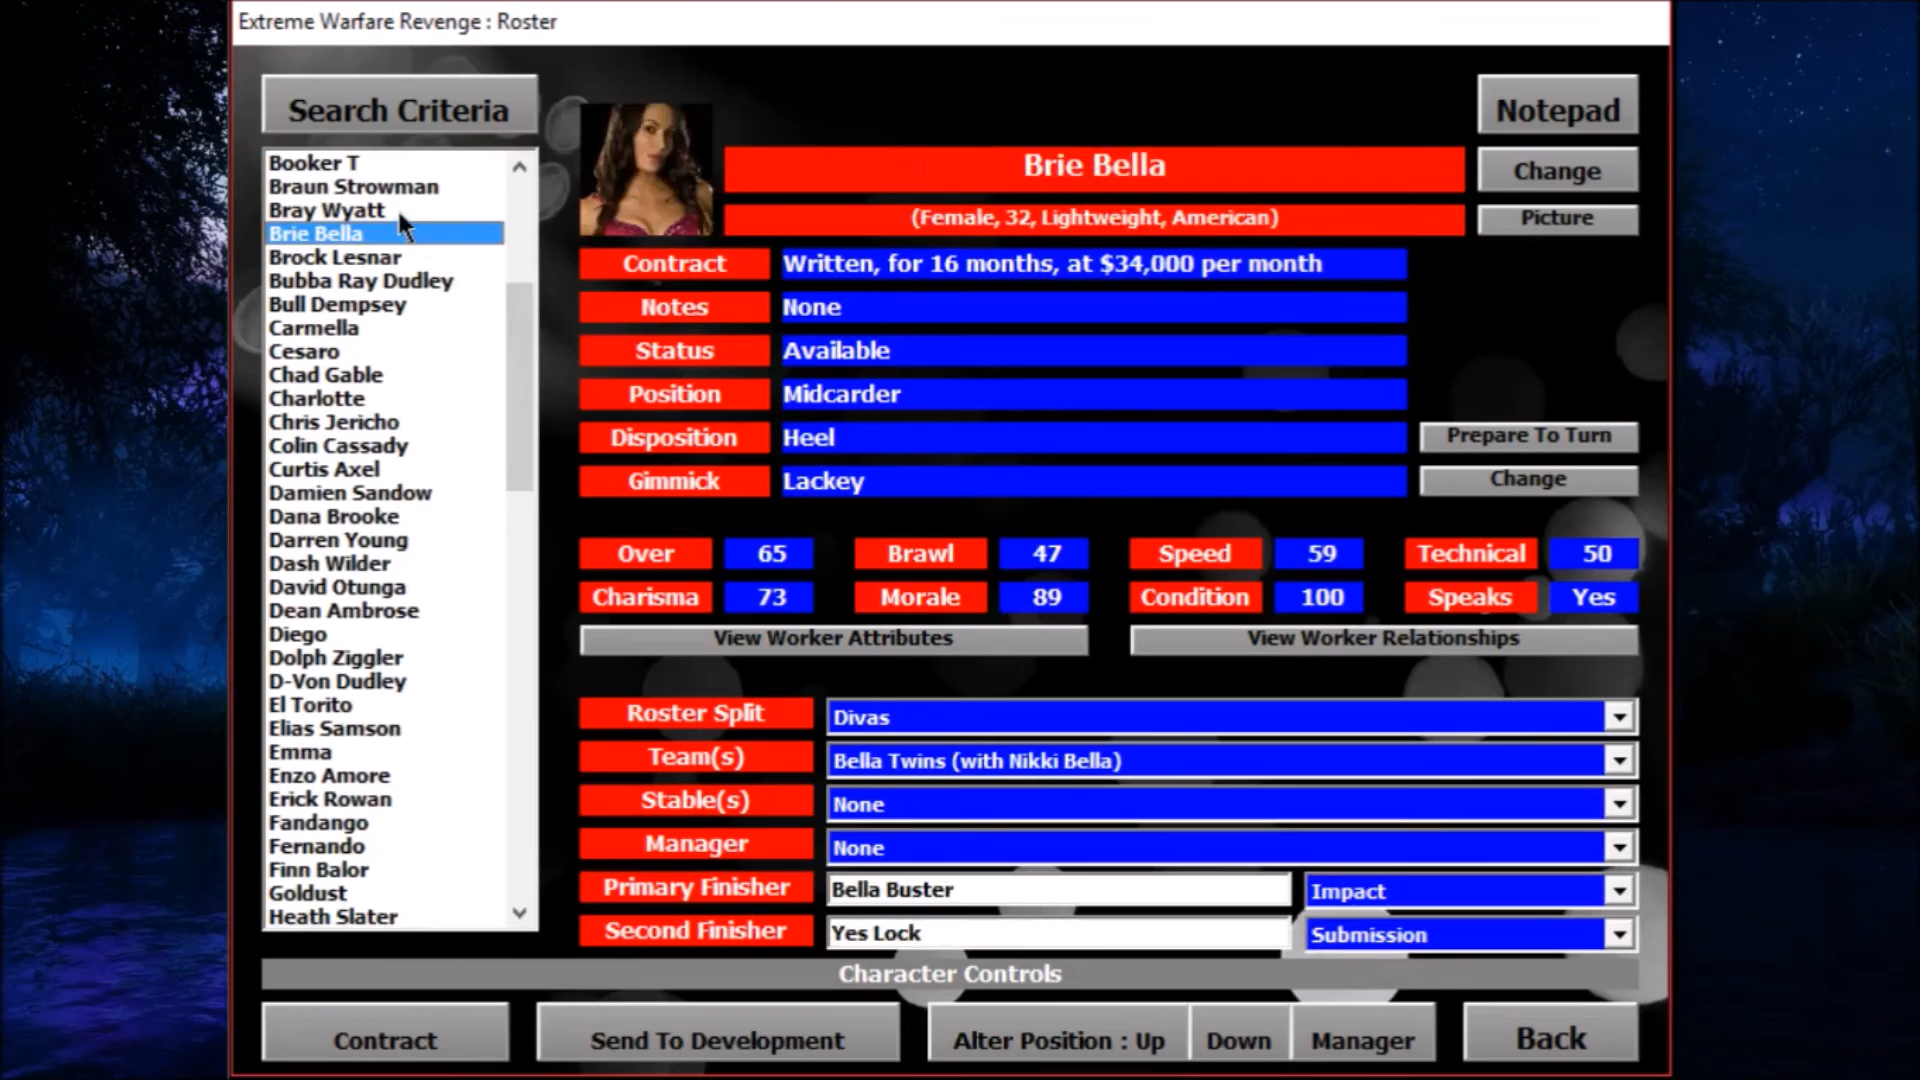 Extreme Warfare Revenge : Roster
Search Criteria
Notepad
Booker T
Braun Strowman
Bray Wyatt
Brie Bella
Brock Lesnar
Bubba Ray Dudley
Bull Dempsey
Carmella
Cesaro
Chad Gable
Charlotte
Chris Jericho
Colin Cassady
Curtis Axel
Damien Sandow
Dana Brooke
Darren Young
Dash Wilder
David Otunga
Dean Ambrose
Diego
Dolph Ziggler
D-Von Dudley
El Torito
Elias Samson
Emma
Enzo Amore
Erick Rowan
Fandango
Fernando
Finn Balor
Goldust
Heath Slater
Brie Bella
Change
(Female, 32, Lightweight, American)
Picture
Contract Written, for 16 months, at $34,000 per month
Notes None
Status Available
Position Midcarder
Disposition Heel Prepare To Turn
Gimmick Lackey Change
Over 65 Brawl 47 Speed 59 Technical 50
Charisma 73 Morale 89 Condition 100 Speaks Yes
View Worker Attributes View Worker Relationships
Roster Split Divas
Team(s) Bella Twins (with Nikki Bella)
Stable(s) None
Manager None
Primary Finisher Bella Buster Impact
Second Finisher Yes Lock Submission
Character Controls
Contract Send To Development Alter Position : Up Down Manager Back